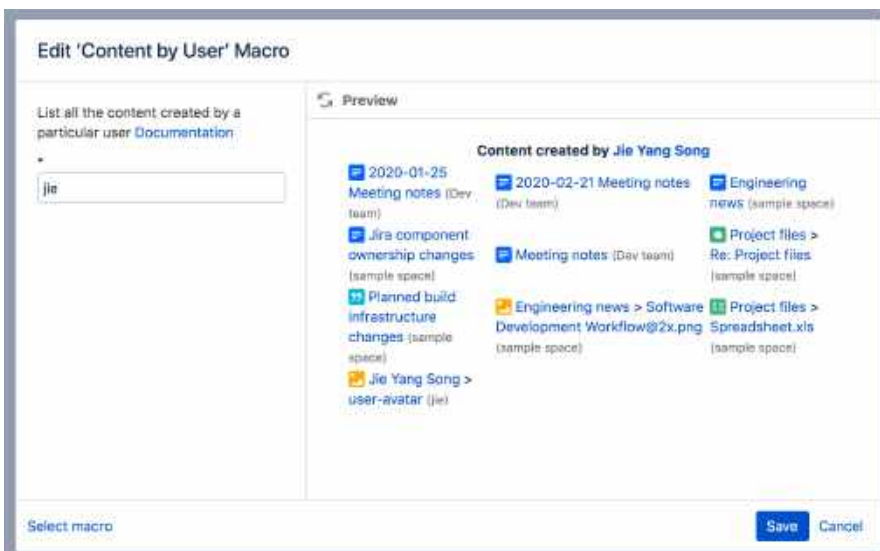 Edit 'Content by User' Macro
List all the content created by a
particular user Documentation
*
jie
Preview
Content created by Jie Yang Song
2020-01-25
Meeting notes (Dev
team)
2020-02-21 Meeting notes
(Dev team)
Engineering
news (sample space)
Jira component
ownership changes
(sample space)
Meeting notes (Dev team)
Project files >
Re: Project files
(sample space)
Planned build
infrastructure
changes (sample
space)
Engineering news > Software
Development Workflow@2x.png
(sample space)
Project files >
Spreadsheet.xls
(sample space)
Jie Yang Song >
user-avatar (jie)
Select macro
Save
Cancel